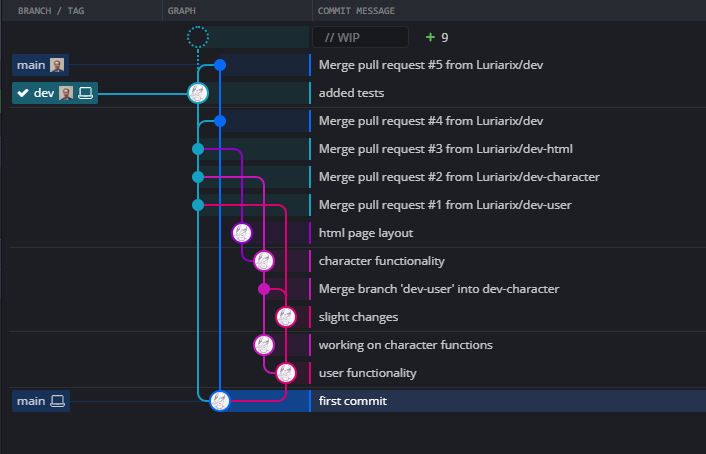 BRANCH / TAG GRAPH COMMIT MESSAGE
// WIP + 9
main Merge pull request #5 from Luriarix/dev
dev added tests
Merge pull request #4 from Luriarix/dev
Merge pull request #3 from Luriarix/dev-html
Merge pull request #2 from Luriarix/dev-character
Merge pull request #1 from Luriarix/dev-user
html page layout
character functionality
Merge branch 'dev-user' into dev-character
slight changes
working on character functions
user functionality
main first commit